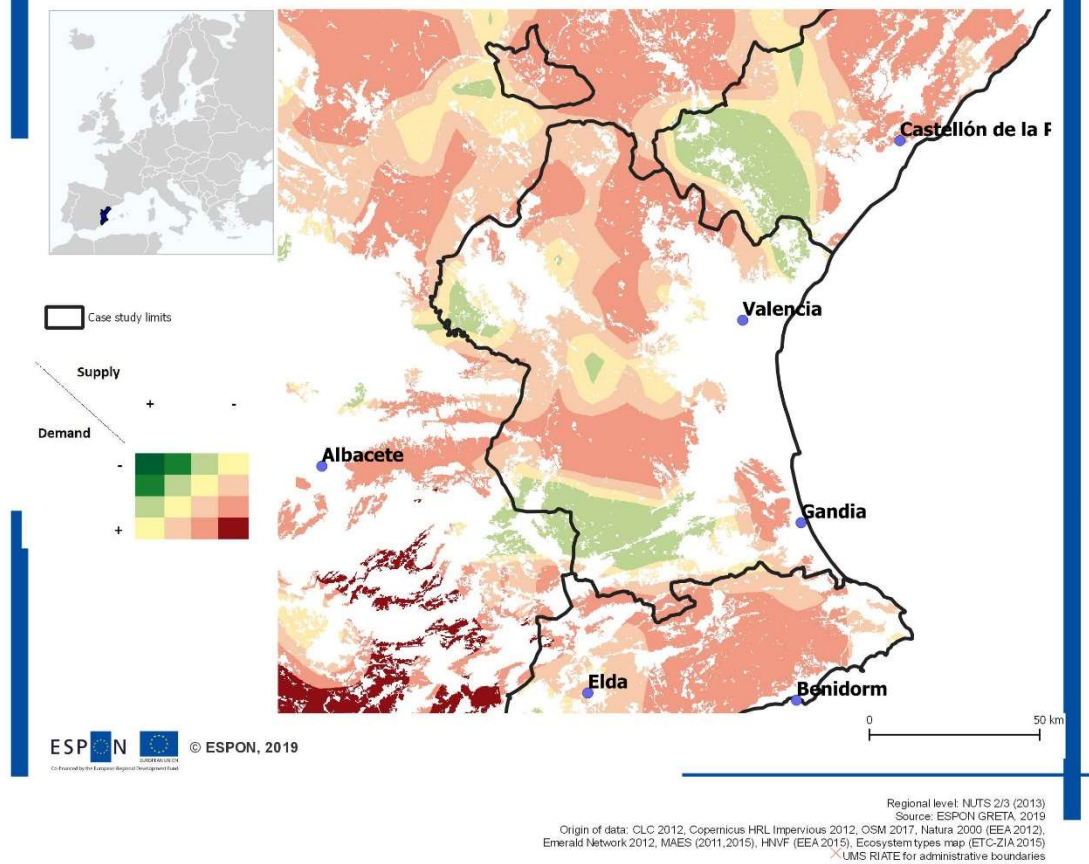 Castellón de la F
Valencia
Case study limits
Supply
+ -
Demand
-
+
Albacete
Gandia
Elda
Benidorm
0 50 km
ESPON
EUROPEAN UNION
© ESPON, 2019
Co-financed by the European Regional Development Fund
Regional level: NUTS 2/3 (2013)
Source: ESPON GRETA, 2019
Origin of data: CLC 2012, Copernicus HRL Impervious 2012, OSM 2017, Natura 2000 (EEA 2012),
Emerald Network 2012, MAES (2011,2015), HNVF (EEA 2015), Ecosystem types map (ETC-ZIA 2015)
UMS RIATE for administrative boundaries